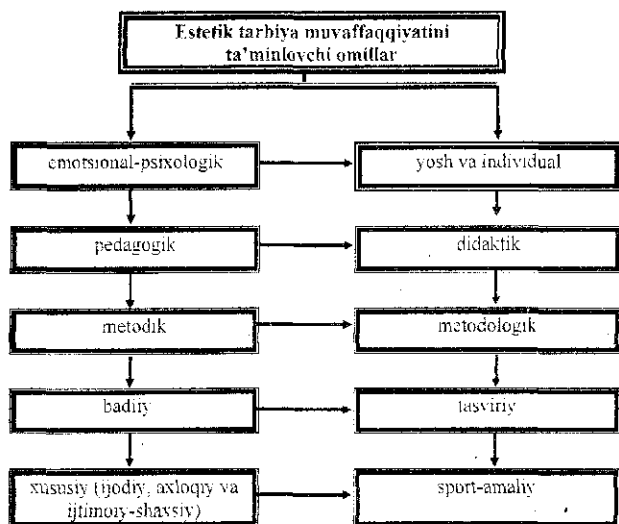 Estetik tarbiya muvaffaqqiyatini
ta'minlovchi omillar
emotsional-psixologik
yosh va individual
pedagogik
didaktik
metodik
metodologik
badiiy
tasviriy
xususiy (ijodiy, axloqiy va
ijtimoiy-shaxsiy)
sport-amaliy